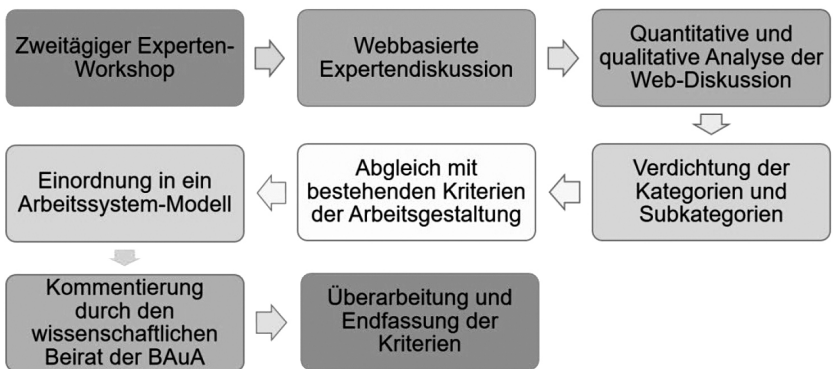 Zweitägiger Experten-
Workshop
Webbasierte
Expertendiskussion
Quantitative und
qualitative Analyse der
Web-Diskussion
Verdichtung der
Kategorien und
Subkategorien
Abgleich mit
bestehenden Kriterien
der Arbeitsgestaltung
Einordnung in ein
Arbeitssystem-Modell
Kommentierung
durch den
wissenschaftlichen
Beirat der BAuA
Überarbeitung und
Endfassung der
Kriterien